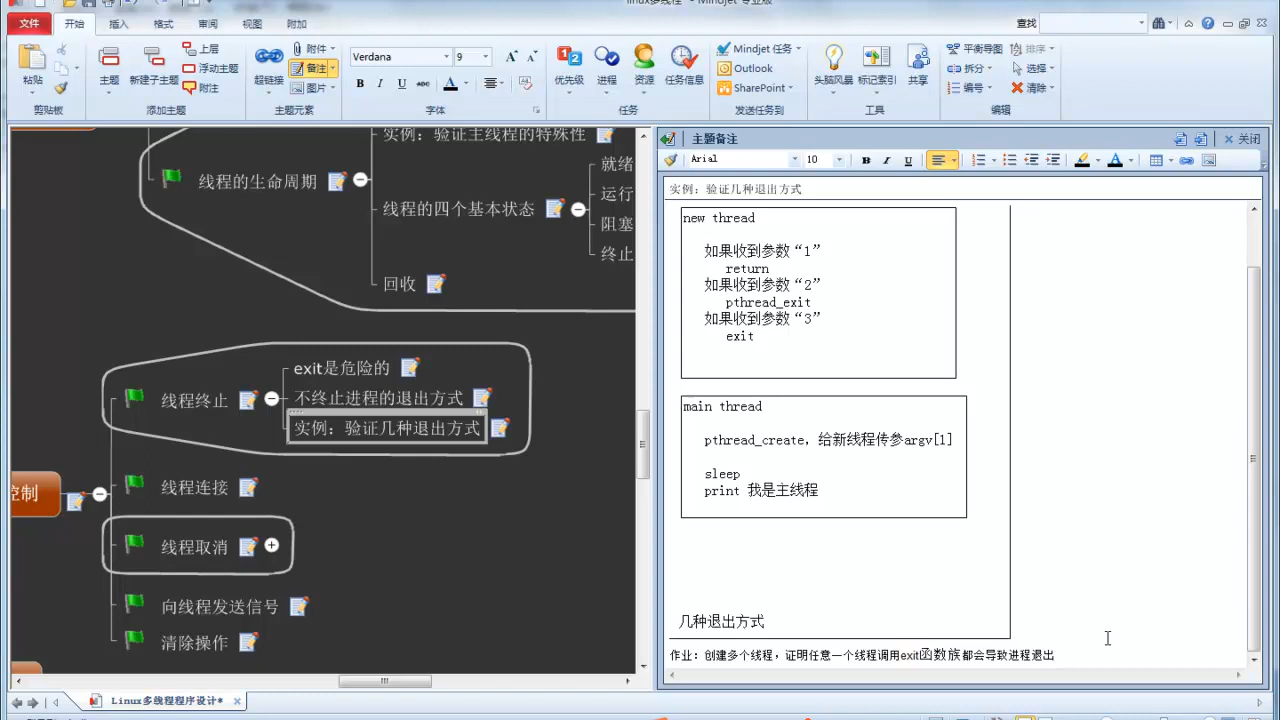 linux多线程 - Mindjet 专业版
文件 开始 插入 格式 审阅 视图 附加 查找
粘贴
剪贴板
主题 新建子主题 上层 浮动主题 附注
添加主题
超链接 附件 备注 图片
主题元素
Verdana 9
B I U abc A
字体
优先级 进程 资源 任务信息
任务
Mindjet 任务
Outlook
SharePoint
发送任务到
头脑风暴 标记索引 共享
工具
平衡导图 排序
拆分 选择
编号 清除
编辑
实例：验证主线程的特殊性
线程的生命周期
线程的四个基本状态
就绪
运行
阻塞
终止
回收
线程终止
exit是危险的
不终止进程的退出方式
实例：验证几种退出方式
控制
线程连接
线程取消
向线程发送信号
清除操作
Linux多线程程序设计*
主题备注 关闭
Arial 10 B I U
实例：验证几种退出方式
new thread
如果收到参数“1”
return
如果收到参数“2”
pthread_exit
如果收到参数“3”
exit
main thread
pthread_create，给新线程传参argv[1]
sleep
print 我是主线程
几种退出方式
作业：创建多个线程，证明任意一个线程调用exit函数族都会导致进程退出